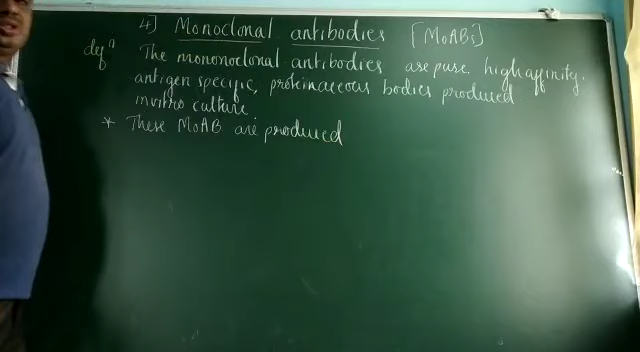 4] Monoclonal antibodies [MoABs]
defⁿ The mononoclonal antibodies are pure, high affinity.
antigen specific, proteinaceous bodies produced
invitro culture
* These MoAB are produced